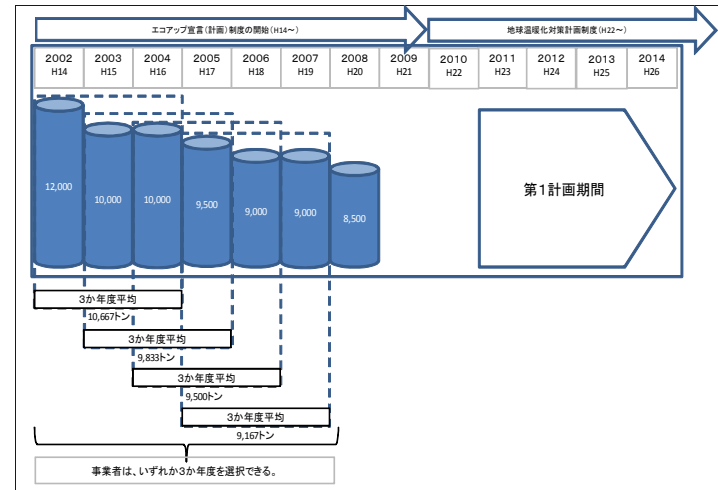 エコアップ宣言(計画)制度の開始(H14～)
地球温暖化対策計画制度(H22～)
2002 2003 2004 2005 2006 2007 2008 2009 2010 2011 2012 2013 2014
H14 H15 H16 H17 H18 H19 H20 H21 H22 H23 H24 H25 H26
12,000 10,000 10,000 9,500 9,000 9,000 8,500
第1計画期間
3か年度平均
10,667トン
3か年度平均
9,833トン
3か年度平均
9,500トン
3か年度平均
9,167トン
事業者は、いずれか3か年度を選択できる。